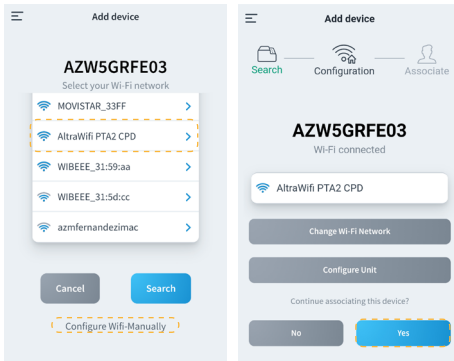 Add device
AZW5GRFE03
Select your Wi-Fi network
MOVISTAR_33FF
AltraWifi PTA2 CPD
WIBEEE_31:59:aa
WIBEEE_31:5d:cc
azmfernandezimac
Cancel
Search
Configure Wifi-Manually
Add device
Search
Configuration
Associate
AZW5GRFE03
Wi-Fi connected
AltraWifi PTA2 CPD
Change Wi-Fi Network
Configure Unit
Continue associating this device?
No
Yes